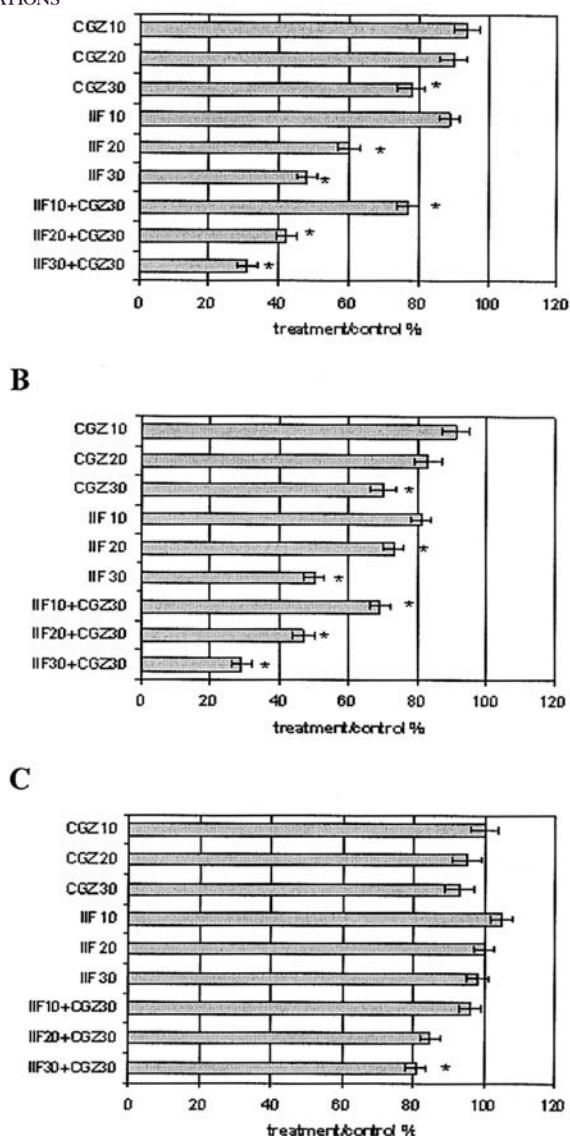 CGZ10
CGZ20
CGZ30 *
IIF 10
IIF 20 *
IIF 30 *
IIF10+CGZ30 *
IIF20+CGZ30 *
IIF30+CGZ30 *
0 20 40 60 80 100 120
treatment/control %
B
CGZ10
CGZ20
CGZ30 *
IIF 10
IIF 20 *
IIF 30 *
IIF10+CGZ30 *
IIF20+CGZ30 *
IIF30+CGZ30 *
0 20 40 60 80 100 120
treatment/control %
C
CGZ10
CGZ20
CGZ30
IIF 10
IIF 20
IIF 30
IIF10+CGZ30
IIF20+CGZ30
IIF30+CGZ30 *
0 20 40 60 80 100 120
treatment/control %